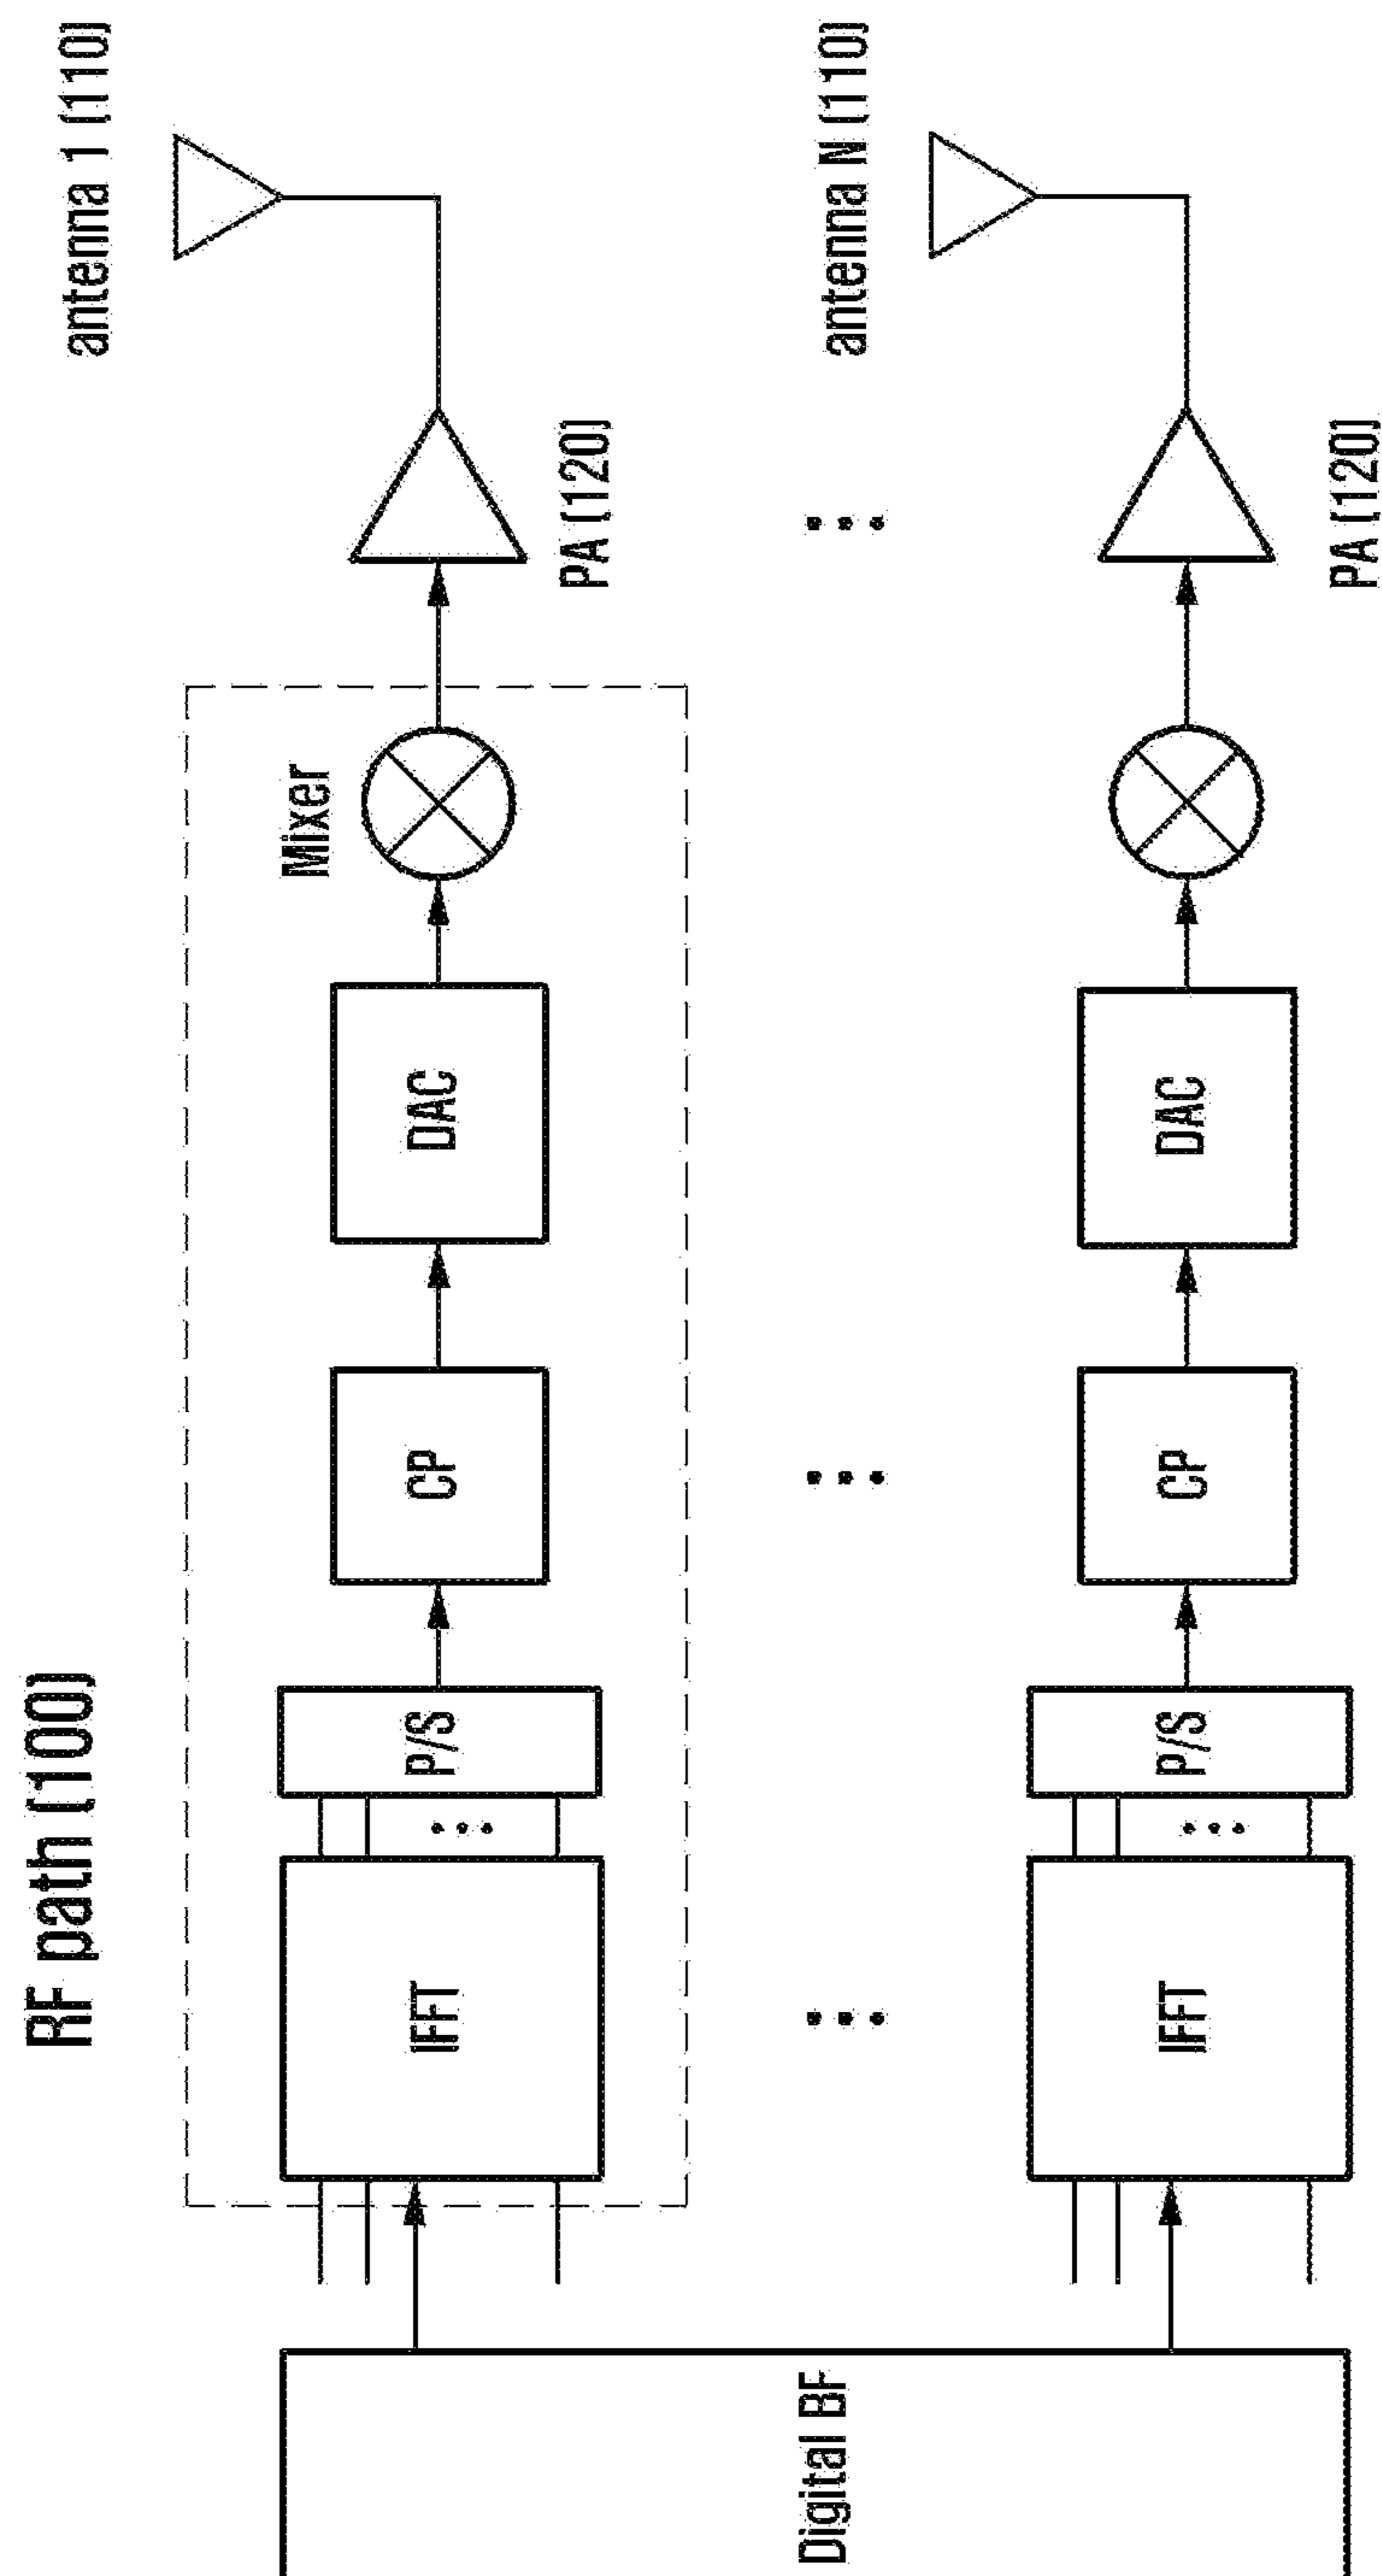 RF path (100)
antenna 1 (110)
Digital BF
IFFT
P/S
CP
DAC
Mixer
PA (120)
antenna N (110)
IFFT
P/S
CP
DAC
PA (120)